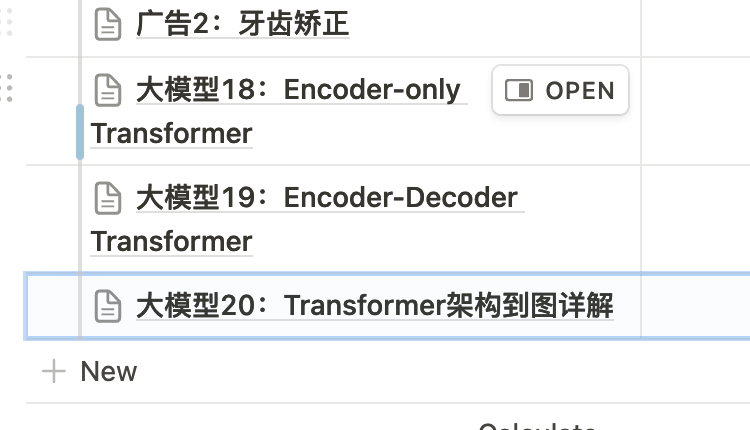 广告2：牙齿矫正
大模型18：Encoder-only
OPEN
Transformer
大模型19：Encoder-Decoder
Transformer
大模型20：Transformer架构到图详解
New
Calculate